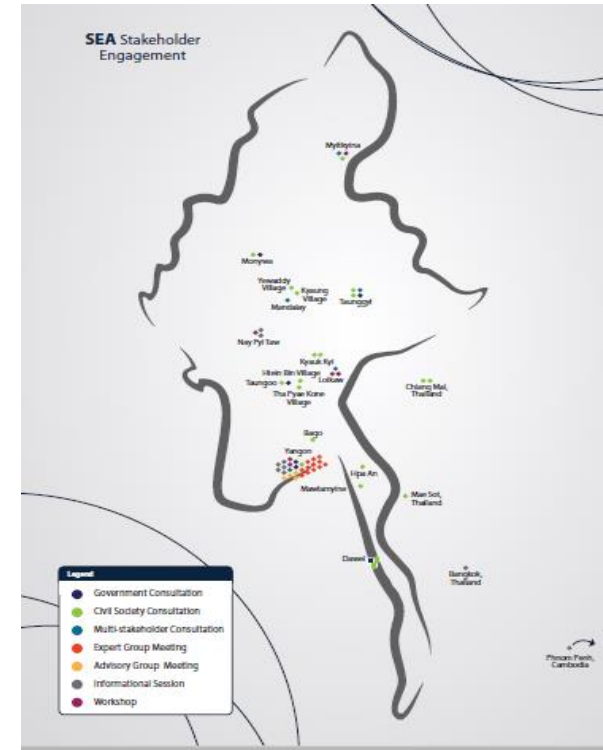 SEA Stakeholder
Engagement
Myitkyina
Monywa
Yewaddy
Village
Kyaung
Village
Mandalay
Taunggyi
Nay Pyi Taw
Kyauk Kyi
Htein Bin Village
Loikaw
Taungoo
Tha Pyae Kone
Village
Chiang Mai,
Thailand
Bago
Yangon
Hpa An
Mawlamyine
Mae Sot,
Thailand
Dawei
Bangkok,
Thailand
Phnom Penh,
Cambodia
Legend
Government Consultation
Civil Society Consultation
Multi-stakeholder Consultation
Expert Group Meeting
Advisory Group Meeting
Informational Session
Workshop